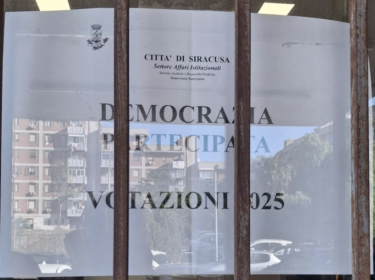 CITTA' DI SIRACUSA
Settore Affari Istituzionali
DEMOCRAZIA
PARTECIPATA
VOTAZIONI 2025